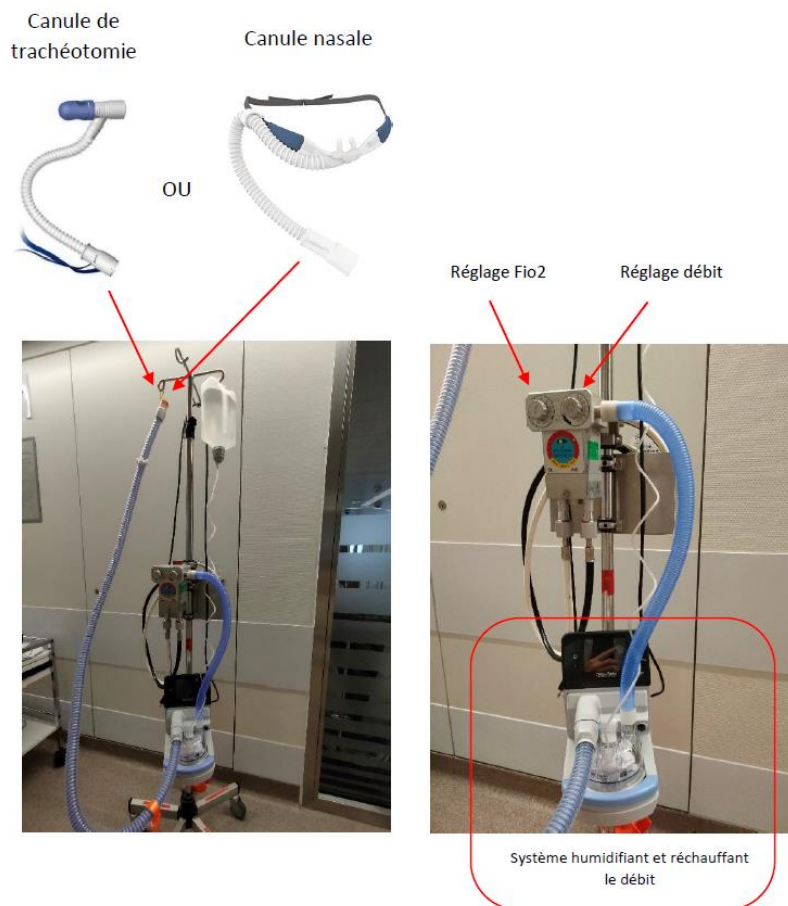 Canule de
trachéotomie
Canule nasale
OU
Réglage Fio2
Réglage débit
Système humidifiant et réchauffant
le débit